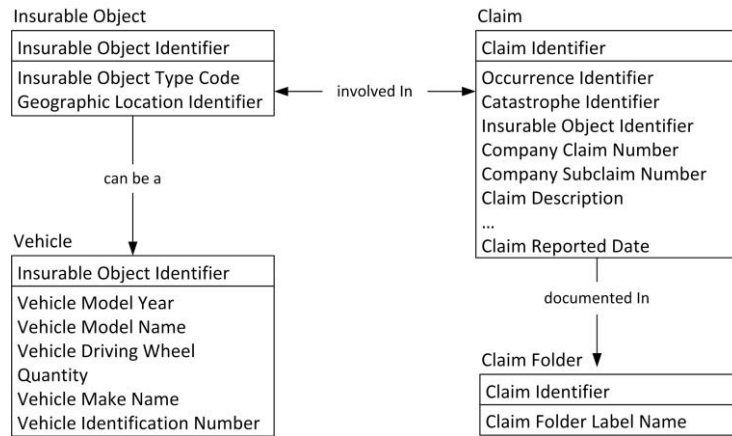 Insurable Object
Insurable Object Identifier
Insurable Object Type Code
Geographic Location Identifier
involved In
Claim
Claim Identifier
Occurrence Identifier
Catastrophe Identifier
Insurable Object Identifier
Company Claim Number
Company Subclaim Number
Claim Description
...
Claim Reported Date
can be a
Vehicle
Insurable Object Identifier
Vehicle Model Year
Vehicle Model Name
Vehicle Driving Wheel
Quantity
Vehicle Make Name
Vehicle Identification Number
documented In
Claim Folder
Claim Identifier
Claim Folder Label Name